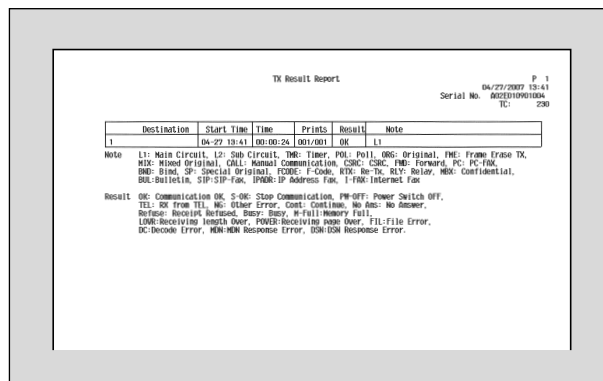 TX Result Report
P 1
04/27/2007 13:41
Serial No. A02E010901004
TC: 230
Destination Start Time Time Prints Result Note
1 04-27 13:41 00:00:24 001/001 OK L1
Note L1: Main Circuit, L2: Sub Circuit, TMR: Timer, POL: Poll, ORG: Original, FME: Frame Erase TX,
MIX: Mixed Original, CALL: Manual Communication, CSRC: CSRC, FWD: Forward, PC: PC-FAX,
BND: Bind, SP: Special Original, FCODE: F-Code, RTX: Re-Tx, RLY: Relay, MBX: Confidential,
BUL:Bulletin, SIP:SIP-Fax, IPADR:IP Address Fax, I-FAX:Internet Fax
Result OK: Communication OK, S-OK: Stop Communication, PW-OFF: Power Switch OFF,
TEL: RX from TEL, NG: Other Error, Cont: Continue, No Ans: No Answer,
Refuse: Receipt Refused, Busy: Busy, M-Full:Memory Full,
LOVR:Receiving length Over, POVER:Receiving page Over, FIL:File Error,
DC:Decode Error, MDN:MDN Response Error, DSN:DSN Response Error.